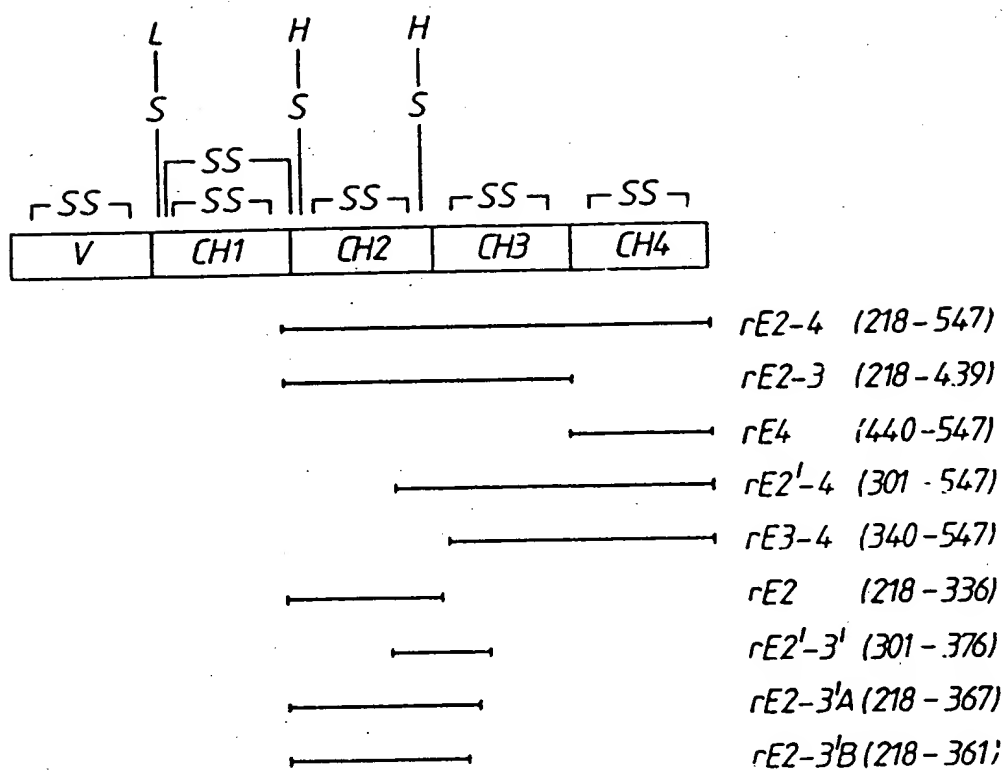 L H H
S S S
SS
SS SS SS SS SS
V CH1 CH2 CH3 CH4
rE2-4 (218-547)
rE2-3 (218-439)
rE4 (440-547)
rE2'-4 (301-547)
rE3-4 (340-547)
rE2 (218-336)
rE2'-3' (301-376)
rE2-3'A (218-367)
rE2-3'B (218-361)